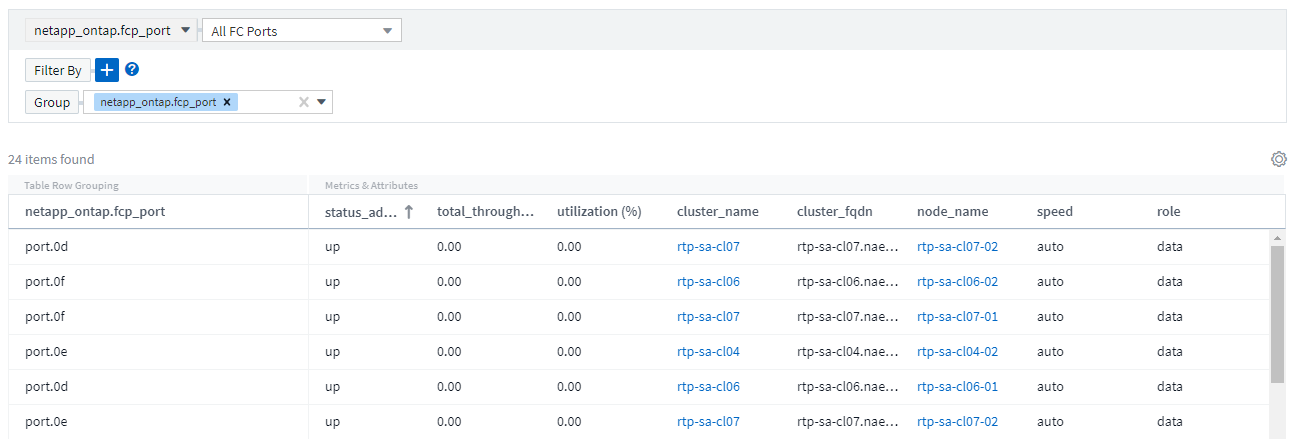 netapp_ontap.fcp_port All FC Ports
Filter By + ?
Group netapp_ontap.fcp_port x
24 items found
Table Row Grouping Metrics & Attributes
netapp_ontap.fcp_port status_ad... total_through... utilization (%) cluster_name cluster_fqdn node_name speed role
port.0d up 0.00 0.00 rtp-sa-cl07 rtp-sa-cl07.nae... rtp-sa-cl07-02 auto data
port.0f up 0.00 0.00 rtp-sa-cl06 rtp-sa-cl06.nae... rtp-sa-cl06-02 auto data
port.0f up 0.00 0.00 rtp-sa-cl07 rtp-sa-cl07.nae... rtp-sa-cl07-01 auto data
port.0e up 0.00 0.00 rtp-sa-cl04 rtp-sa-cl04.nae... rtp-sa-cl04-02 auto data
port.0d up 0.00 0.00 rtp-sa-cl06 rtp-sa-cl06.nae... rtp-sa-cl06-01 auto data
port.0e up 0.00 0.00 rtp-sa-cl07 rtp-sa-cl07.nae... rtp-sa-cl07-02 auto data